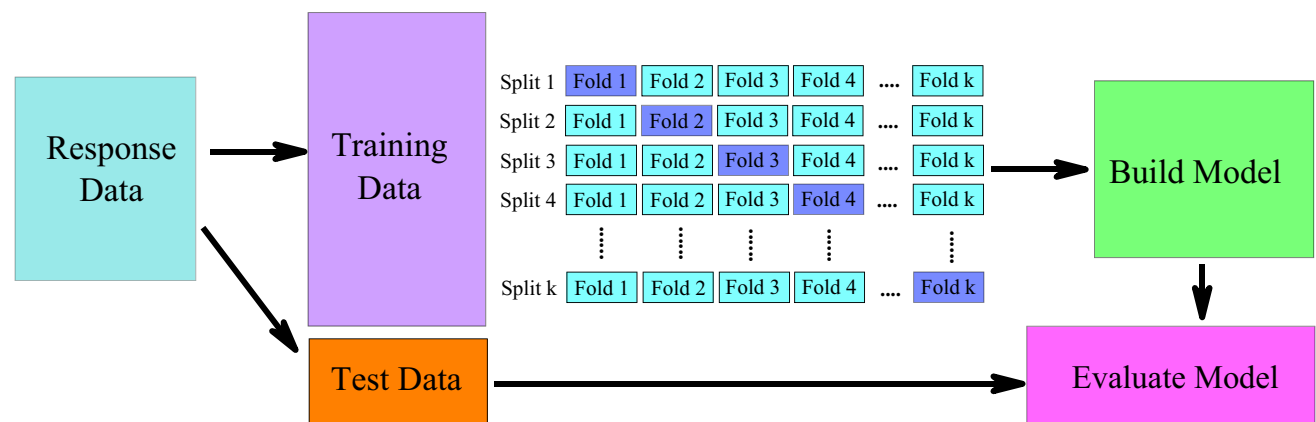 Response
Data
Training
Data
Split 1 Fold 1 Fold 2 Fold 3 Fold 4 .... Fold k
Split 2 Fold 1 Fold 2 Fold 3 Fold 4 .... Fold k
Split 3 Fold 1 Fold 2 Fold 3 Fold 4 .... Fold k
Split 4 Fold 1 Fold 2 Fold 3 Fold 4 .... Fold k
Split k Fold 1 Fold 2 Fold 3 Fold 4 .... Fold k
Build Model
Test Data
Evaluate Model